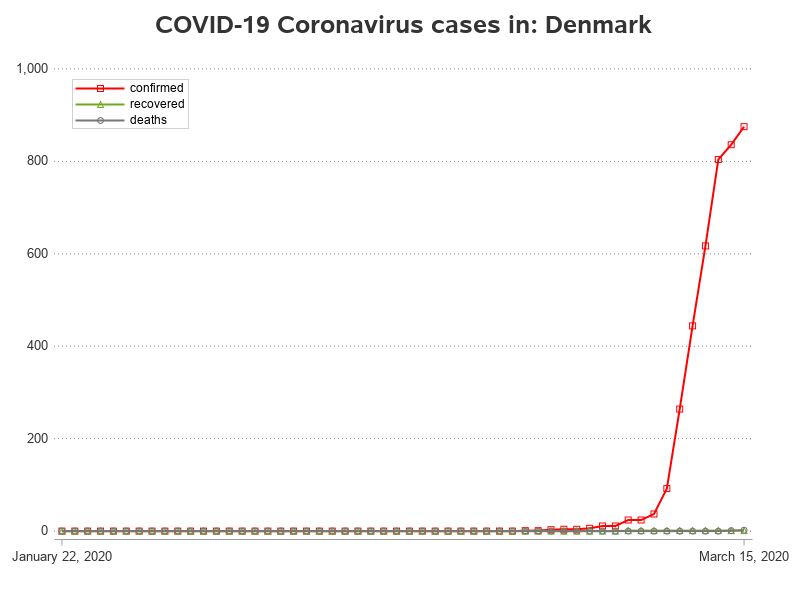 COVID-19 Coronavirus cases in: Denmark
1,000
confirmed
recovered
deaths
800
600
400
200
0
January 22, 2020
March 15, 2020